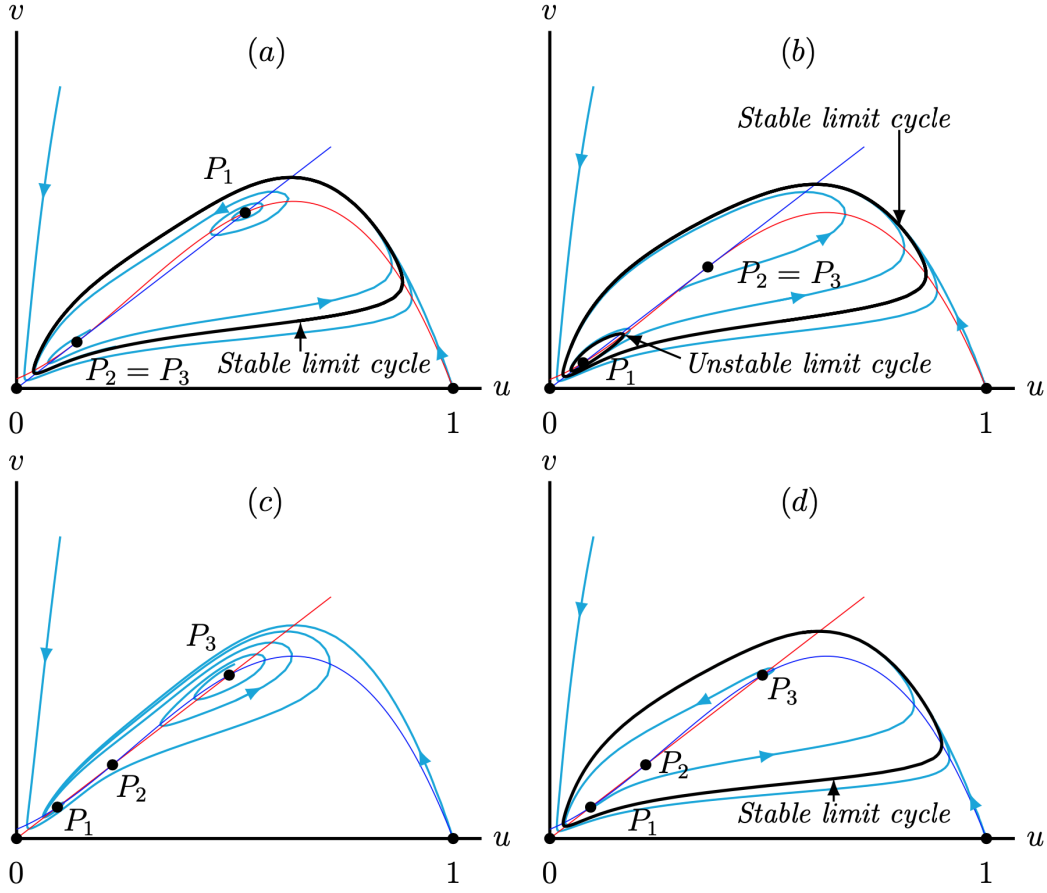 v
(a)
P₁
P₂ = P₃
Stable limit cycle
u
0
1
v
(b)
Stable limit cycle
P₂ = P₃
P₁
Unstable limit cycle
u
0
1
v
(c)
P₃
P₂
P₁
u
0
1
v
(d)
P₃
P₂
P₁
Stable limit cycle
u
0
1